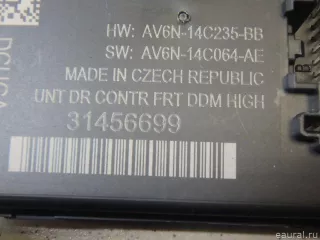 HW: AV6N-14C235-BB
SW: AV6N-14C064-AE
MADE IN CZECH REPUBLIC
UNT DR CONTR FRT DDM HIGH
31456699
eaural.ru